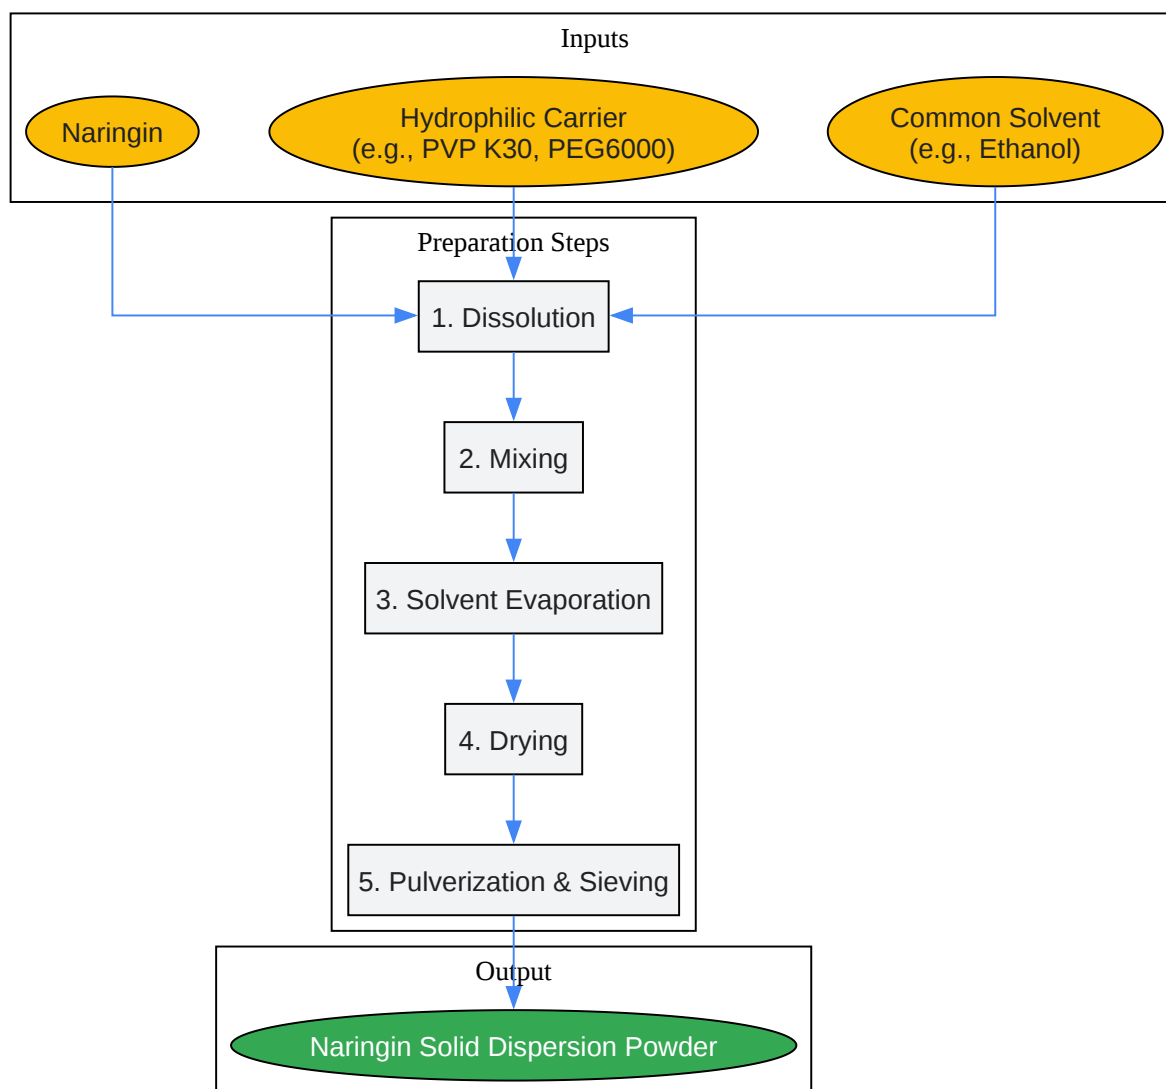 Inputs
Naringin
Hydrophilic Carrier
(e.g., PVP K30, PEG6000)
Common Solvent
(e.g., Ethanol)
Preparation Steps
1. Dissolution
2. Mixing
3. Solvent Evaporation
4. Drying
5. Pulverization & Sieving
Output
Naringin Solid Dispersion Powder